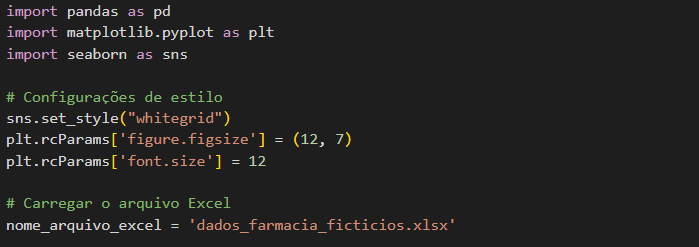 import pandas as pd
import matplotlib.pyplot as plt
import seaborn as sns
# Configurações de estilo
sns.set_style("whitegrid")
plt.rcParams['figure.figsize'] = (12, 7)
plt.rcParams['font.size'] = 12
# Carregar o arquivo Excel
nome_arquivo_excel = 'dados_farmacia_ficticios.xlsx'